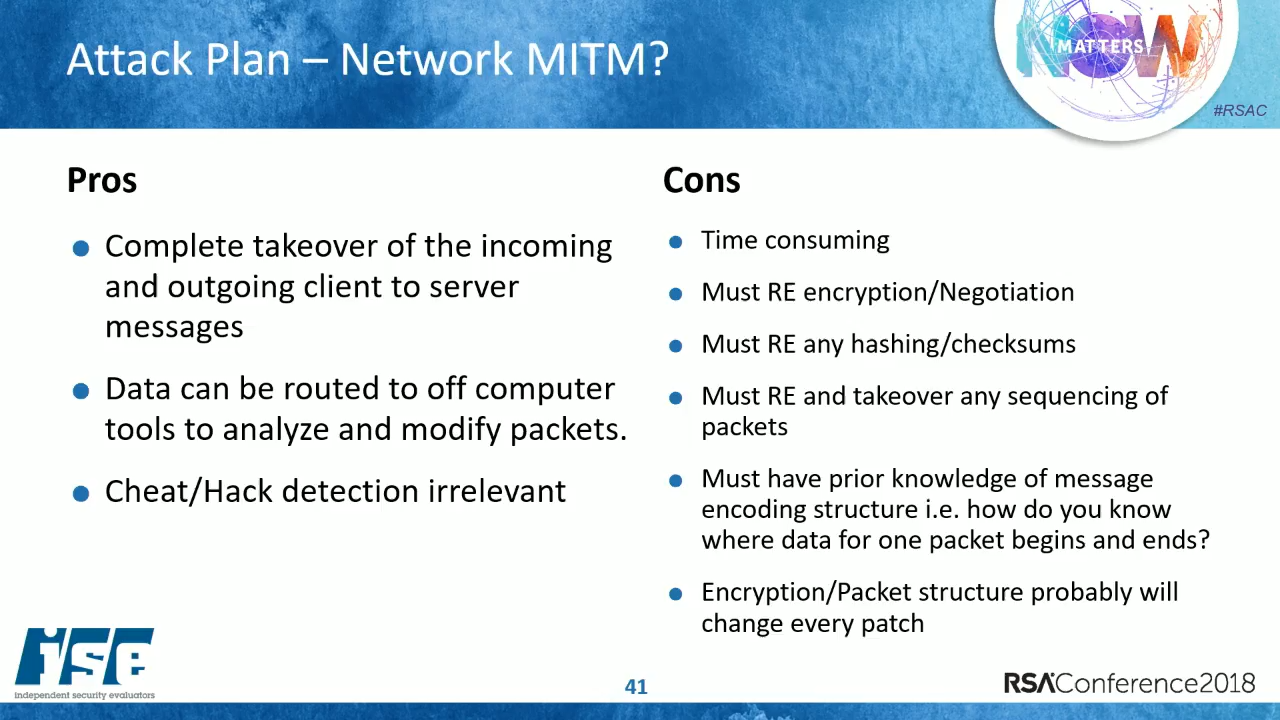 Attack Plan – Network MITM?
NOW
MATTERS
#RSAC
Pros
● Complete takeover of the incoming
and outgoing client to server
messages
● Data can be routed to off computer
tools to analyze and modify packets.
● Cheat/Hack detection irrelevant
Cons
● Time consuming
● Must RE encryption/Negotiation
● Must RE any hashing/checksums
● Must RE and takeover any sequencing of
packets
● Must have prior knowledge of message
encoding structure i.e. how do you know
where data for one packet begins and ends?
● Encryption/Packet structure probably will
change every patch
ise
independent security evaluators
41
RSAConference2018